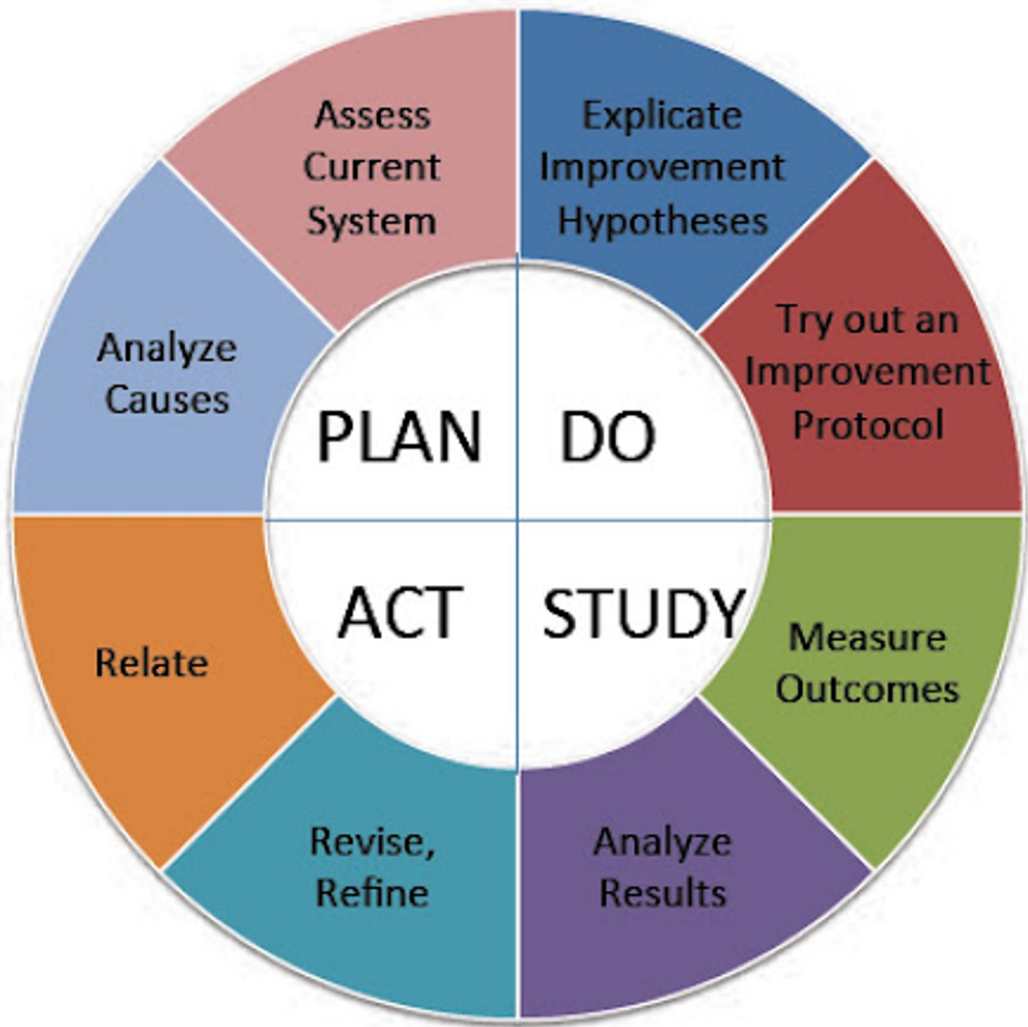 Assess
Current
System
Explicate
Improvement
Hypotheses
Try out an
Improvement
Protocol
Measure
Outcomes
Analyze
Results
Revise,
Refine
Relate
Analyze
Causes
PLAN
DO
ACT
STUDY